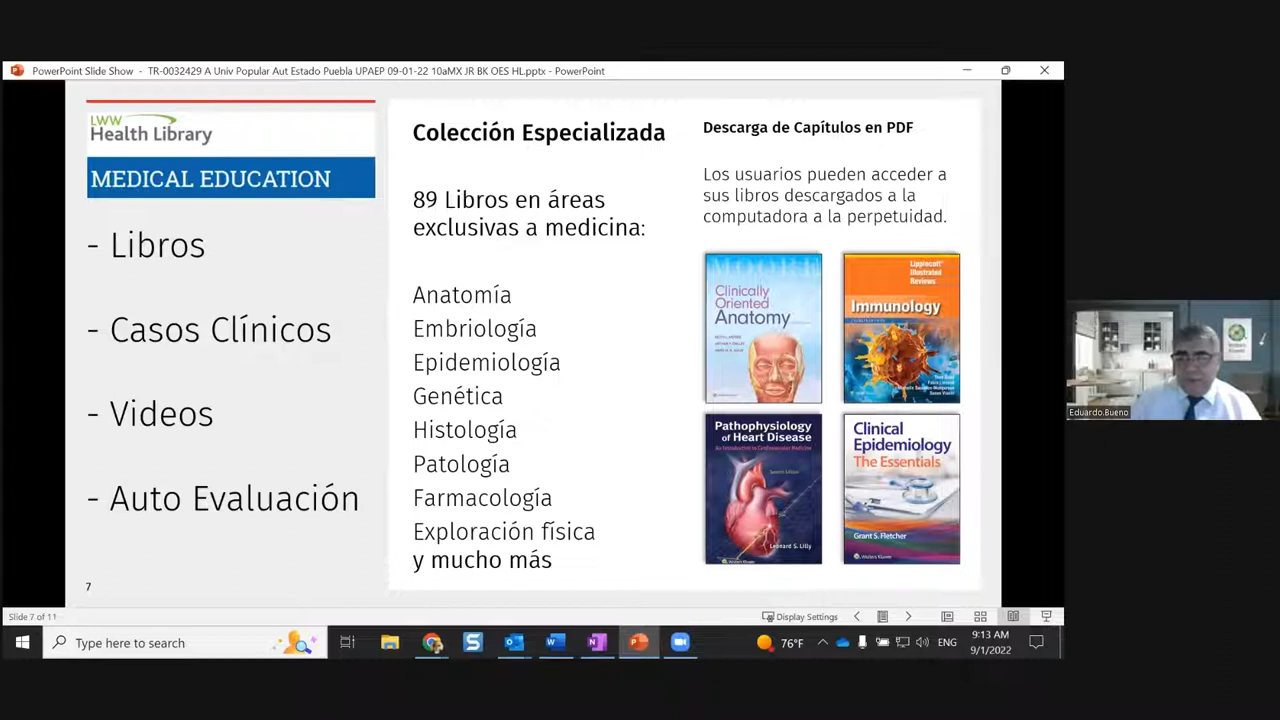 PowerPoint Slide Show - TR-0032429 A Univ Popular Aut Estado Puebla UPAEP 09-01-22 10aMX JR BK OES HL.pptx - PowerPoint
LWW
Health Library
MEDICAL EDUCATION
- Libros
- Casos Clínicos
- Videos
- Auto Evaluación
7
Colección Especializada
89 Libros en áreas
exclusivas a medicina:
Anatomía
Embriología
Epidemiología
Genética
Histología
Patología
Farmacología
Exploración física
y mucho más
Descarga de Capítulos en PDF
Los usuarios pueden acceder a
sus libros descargados a la
computadora a la perpetuidad.
Clinically
Oriented
Anatomy
Lippincott®
Illustrated
Reviews
Immunology
Pathophysiology
of Heart Disease
Leonard S. Lilly
Clinical
Epidemiology
The Essentials
Grant S. Fletcher
Wolters Kluwer
Eduardo.Bueno
Slide 7 of 11
Display Settings
Type here to search
76°F
ENG
9:13 AM
9/1/2022